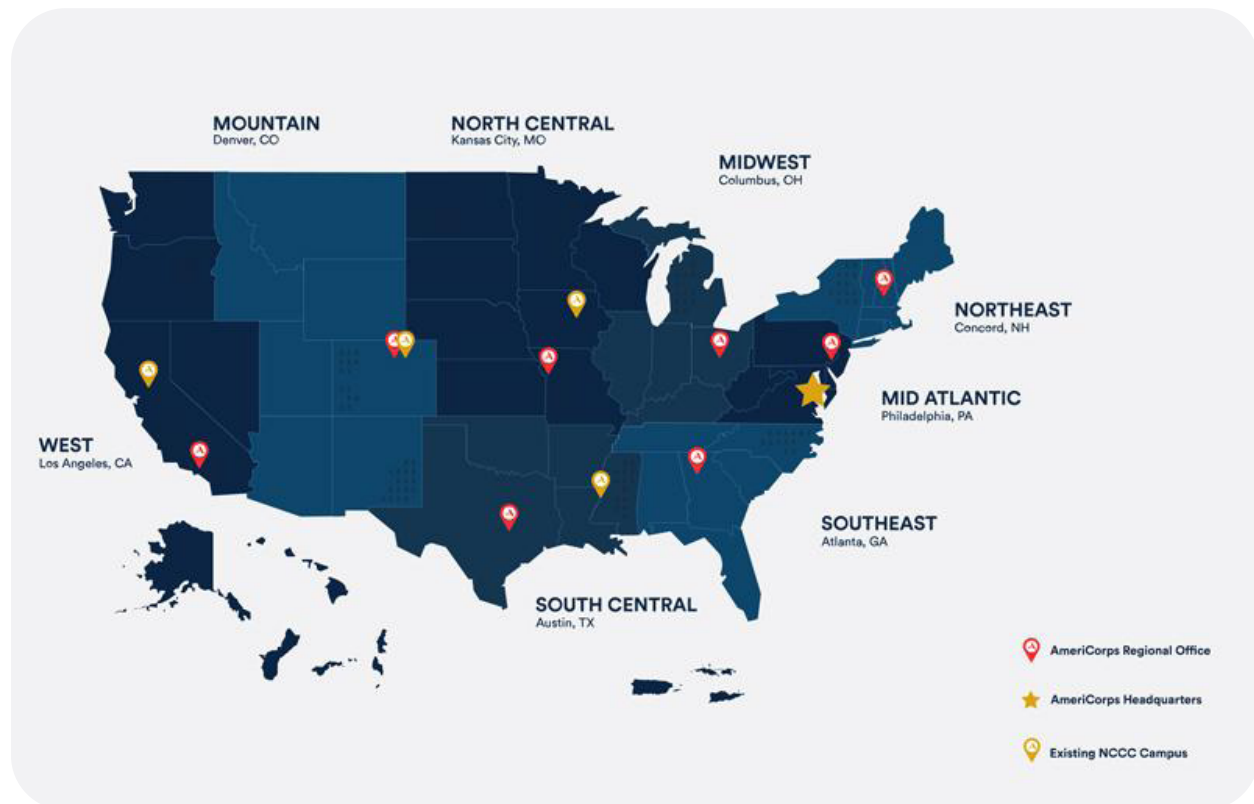 MOUNTAIN
Denver, CO
NORTH CENTRAL
Kansas City, MO
MIDWEST
Columbus, OH
NORTHEAST
Concord, NH
MID ATLANTIC
Philadelphia, PA
WEST
Los Angeles, CA
SOUTHEAST
Atlanta, GA
SOUTH CENTRAL
Austin, TX
AmeriCorps Regional Office
AmeriCorps Headquarters
Existing NCCC Campus